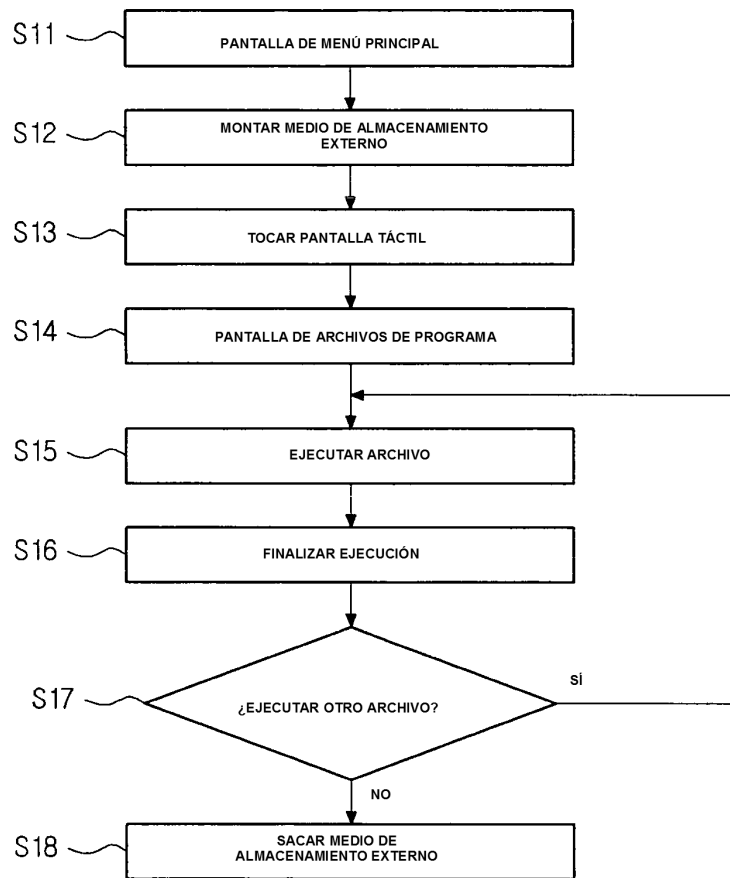 S11
PANTALLA DE MENÚ PRINCIPAL
S12
MONTAR MEDIO DE ALMACENAMIENTO
EXTERNO
S13
TOCAR PANTALLA TÁCTIL
S14
PANTALLA DE ARCHIVOS DE PROGRAMA
S15
EJECUTAR ARCHIVO
S16
FINALIZAR EJECUCIÓN
S17
¿EJECUTAR OTRO ARCHIVO?
SÍ
NO
S18
SACAR MEDIO DE
ALMACENAMIENTO EXTERNO